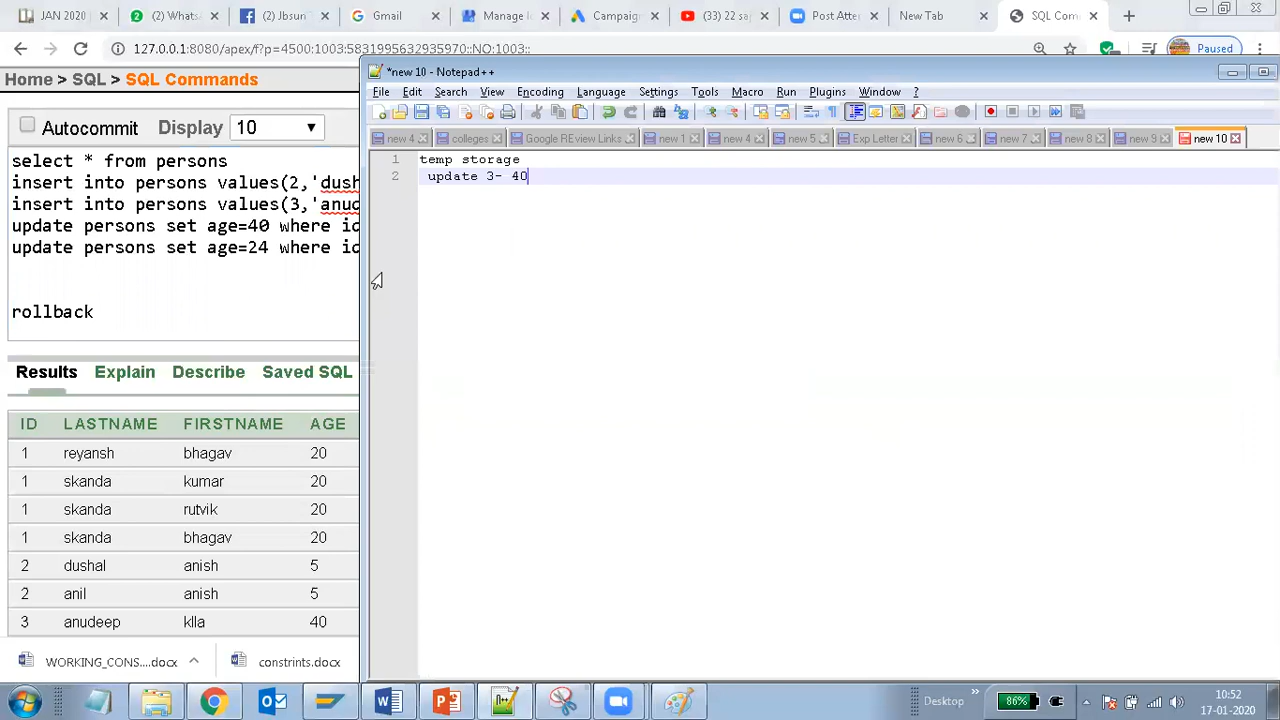 JAN 2020
(2) Whats
(2) Jbsun
Gmail
Manage
Campaig
(33) 22 sa
Post Atte
New Tab
SQL Com
127.0.0.1:8080/apex/f?p=4500:1003:5831995632935970::NO:1003::
Paused
Home > SQL > SQL Commands
Autocommit Display 10
select * from persons
insert into persons values(2,'dush
insert into persons values(3,'anud
update persons set age=40 where id
update persons set age=24 where id
rollback
Results Explain Describe Saved SQL
ID LASTNAME FIRSTNAME AGE
1 reyansh bhagav 20
1 skanda kumar 20
1 skanda rutvik 20
1 skanda bhagav 20
2 dushal anish 5
2 anil anish 5
3 anudeep klla 40
*new 10 - Notepad++
File Edit Search View Encoding Language Settings Tools Macro Run Plugins Window ?
new 4 colleges Google REview Links new 1 new 4 new 5 Exp Letter new 6 new 7 new 8 new 9 new 10
1 temp storage
2 update 3- 40
WORKING_CONS....docx
constrints.docx
Desktop
86%
10:52
17-01-2020